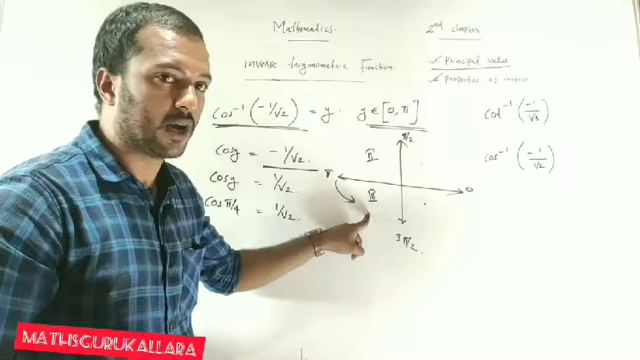 Mathematics.
2nd chapter
inverse trigonometric Function.
✓ principal value
✓ properties of inverse
cos⁻¹ (-1/√2) = y. y ∈ [0, π]
cosy = -1/√2.
cosy = 1/√2.
cos π/4 = 1/√2.
π/2
II
π
0
III
3π/2.
cot⁻¹ (-1/√3)
cos⁻¹ (-1/√2)
MATHSGURUKALLARA